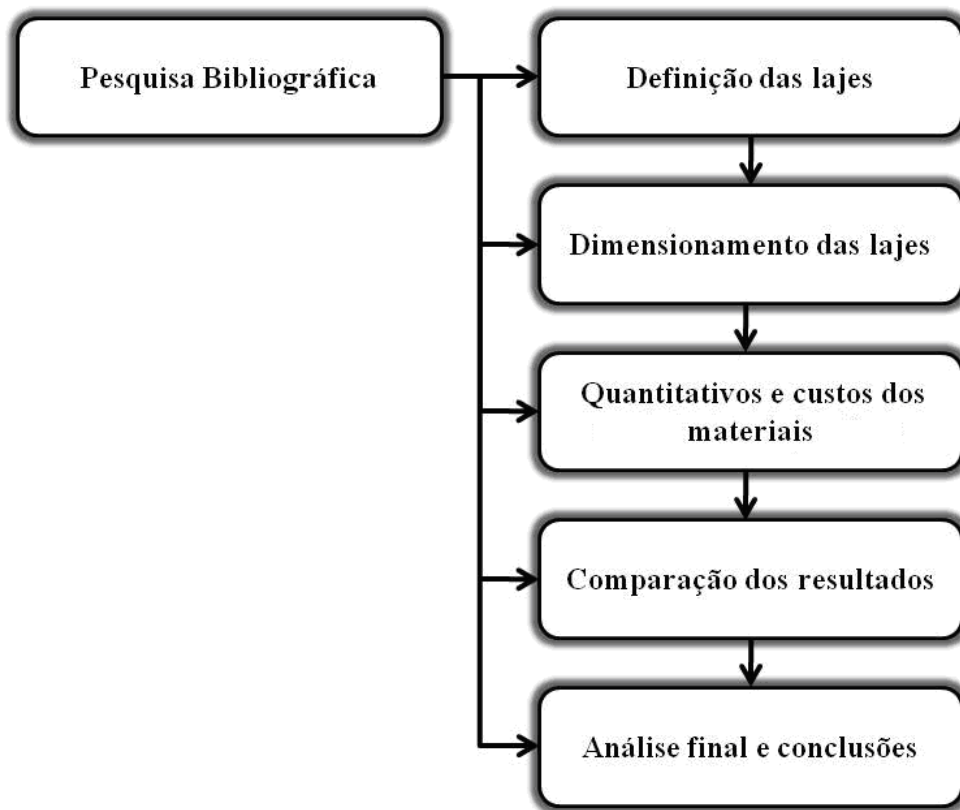 Pesquisa Bibliográfica
Definição das lajes
Dimensionamento das lajes
Quantitativos e custos dos
materiais
Comparação dos resultados
Análise final e conclusões